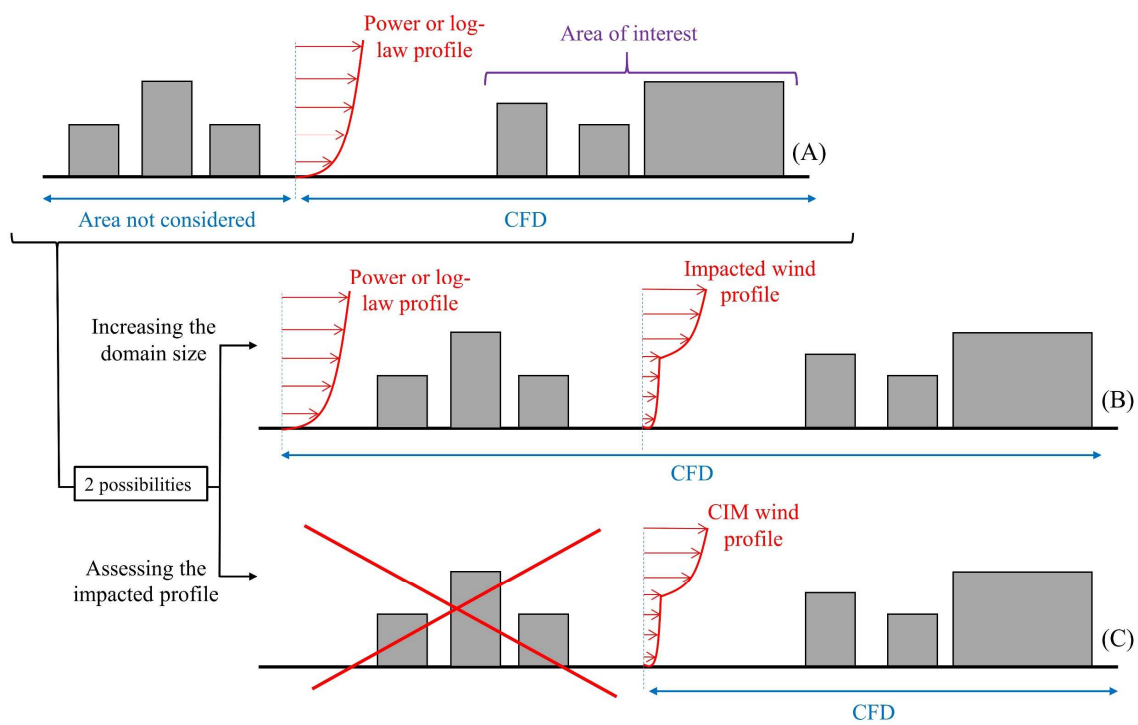 Power or log-
law profile
Area of interest
(A)
Area not considered
CFD
Power or log-
law profile
Impacted wind
profile
Increasing the
domain size
(B)
CFD
2 possibilities
CIM wind
profile
Assessing the
impacted profile
(C)
CFD